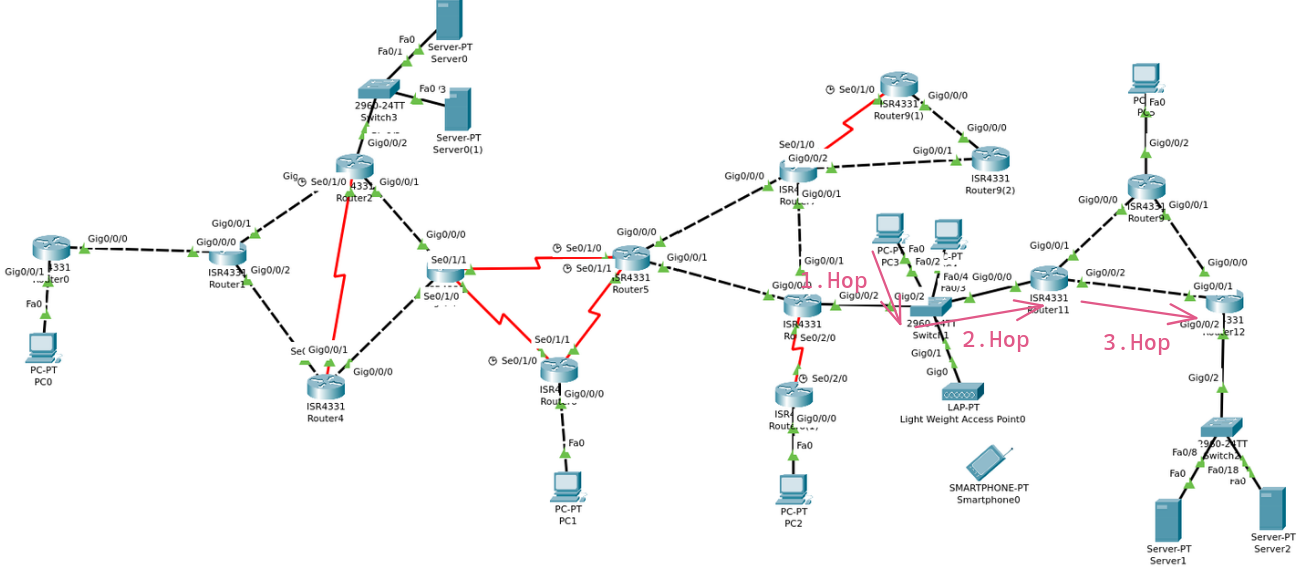 Fa0
Fa0/1
Server-PT
Server0
2960-24TT
Switch3
Fa0
Server-PT
Server0(1)
Gig0/0/2
Se0/1/0
Gig0/0/1
Router2
Gig0/0/0
Gig0/0/1
Fa0
PC-PT
PC0
Gig0/0/0
Gig0/0/1
Gig0/0/2
Gig0/0/1
Gig0/0/0
ISR4331
Router4
Gig0/0/0
Se0/1/1
Se0/1/0
Se0/1/0
Se0/1/1
Gig0/0/0
Gig0/0/1
Router5
Se0/1/1
Se0/1/0
Gig0/0/0
Fa0
PC-PT
PC1
Gig0/0/0
Se0/1/0
Gig0/0/2
Gig0/0/1
Se0/1/0
ISR4331
Router9(1)
Gig0/0/0
Gig0/0/0
Gig0/0/1
ISR4331
Router9(2)
Gig0/0/1
Gig0/0/2
Se0/2/0
Se0/2/0
Gig0/0/0
Fa0
PC-PT
PC2
PC3
Fa0
Fa0/2
Fa0/4
Fa0/3
Gig0/2
2960-24TT
Switch1
Gig0/1
Gig0
LAP-PT
Light Weight Access Point0
SMARTPHONE-PT
Smartphone0
Gig0/0/0
Gig0/0/1
Gig0/0/2
ISR4331
Router11
Fa0
Gig0/0/2
ISR4331
Router9
Gig0/0/0
Gig0/0/1
Gig0/0/0
Gig0/0/1
Gig0/0/2
Gig0/2
2960-24TT
Switch2
Fa0/8
Fa0/18
Fa0
Fa0
Server-PT
Server1
Server-PT
Server2
1.Hop
2.Hop
3.Hop